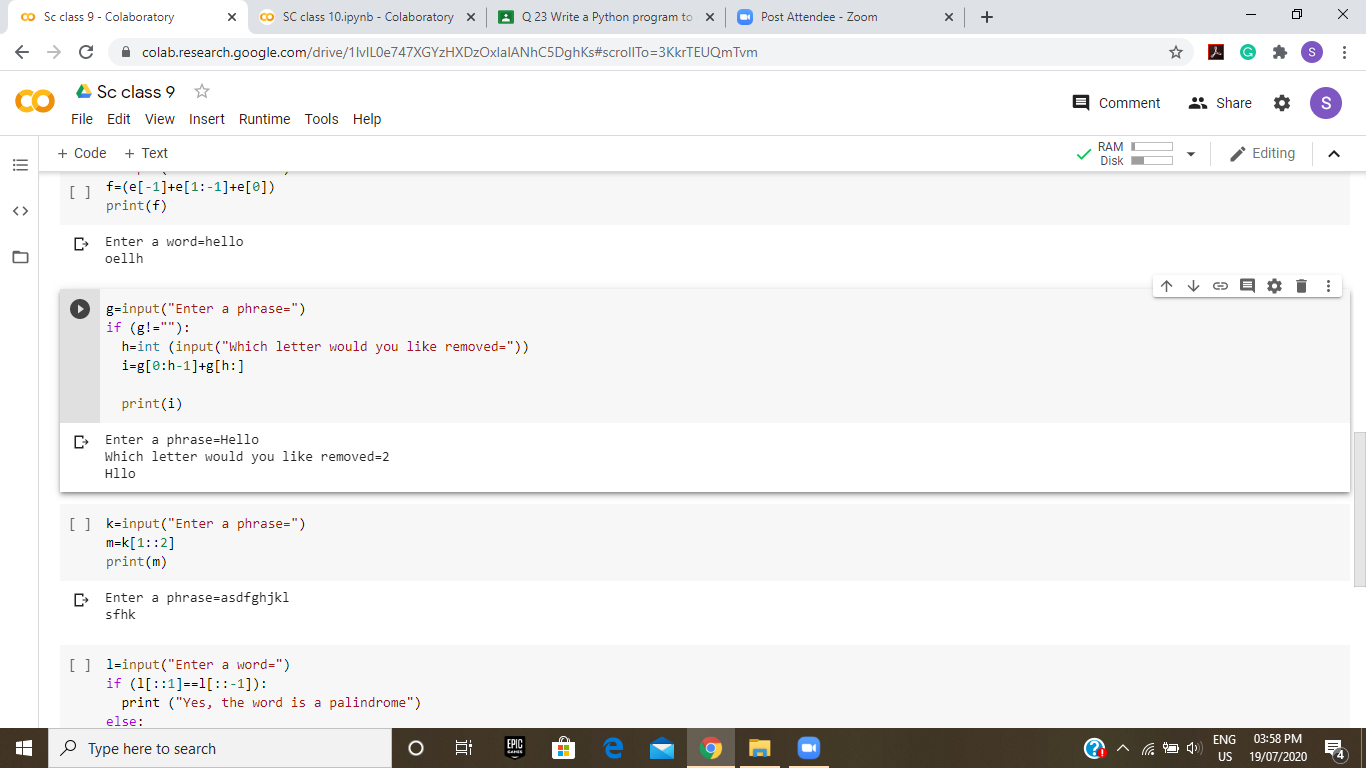 Sc class 9 - Colaboratory
SC class 10.ipynb - Colaboratory
Q 23 Write a Python program to
Post Attendee - Zoom
colab.research.google.com/drive/1lvIL0e747XGYzHXDzOxlalANhC5DghKs#scrollTo=3KkrTEUQmTvm
S
Sc class 9
File Edit View Insert Runtime Tools Help
Comment
Share
S
+ Code + Text
RAM
Disk
Editing
[ ] f=(e[-1]+e[1:-1]+e[0])
print(f)
Enter a word=hello
oellh
g=input("Enter a phrase=")
if (g!=""):
h=int (input("Which letter would you like removed="))
i=g[0:h-1]+g[h:]
print(i)
Enter a phrase=Hello
Which letter would you like removed=2
Hllo
[ ] k=input("Enter a phrase=")
m=k[1::2]
print(m)
Enter a phrase=asdfghjkl
sfhk
[ ] l=input("Enter a word=")
if (l[::1]==l[::-1]):
print ("Yes, the word is a palindrome")
else:
Type here to search
EPIC
GAMES
ENG
US
03:58 PM
19/07/2020
4